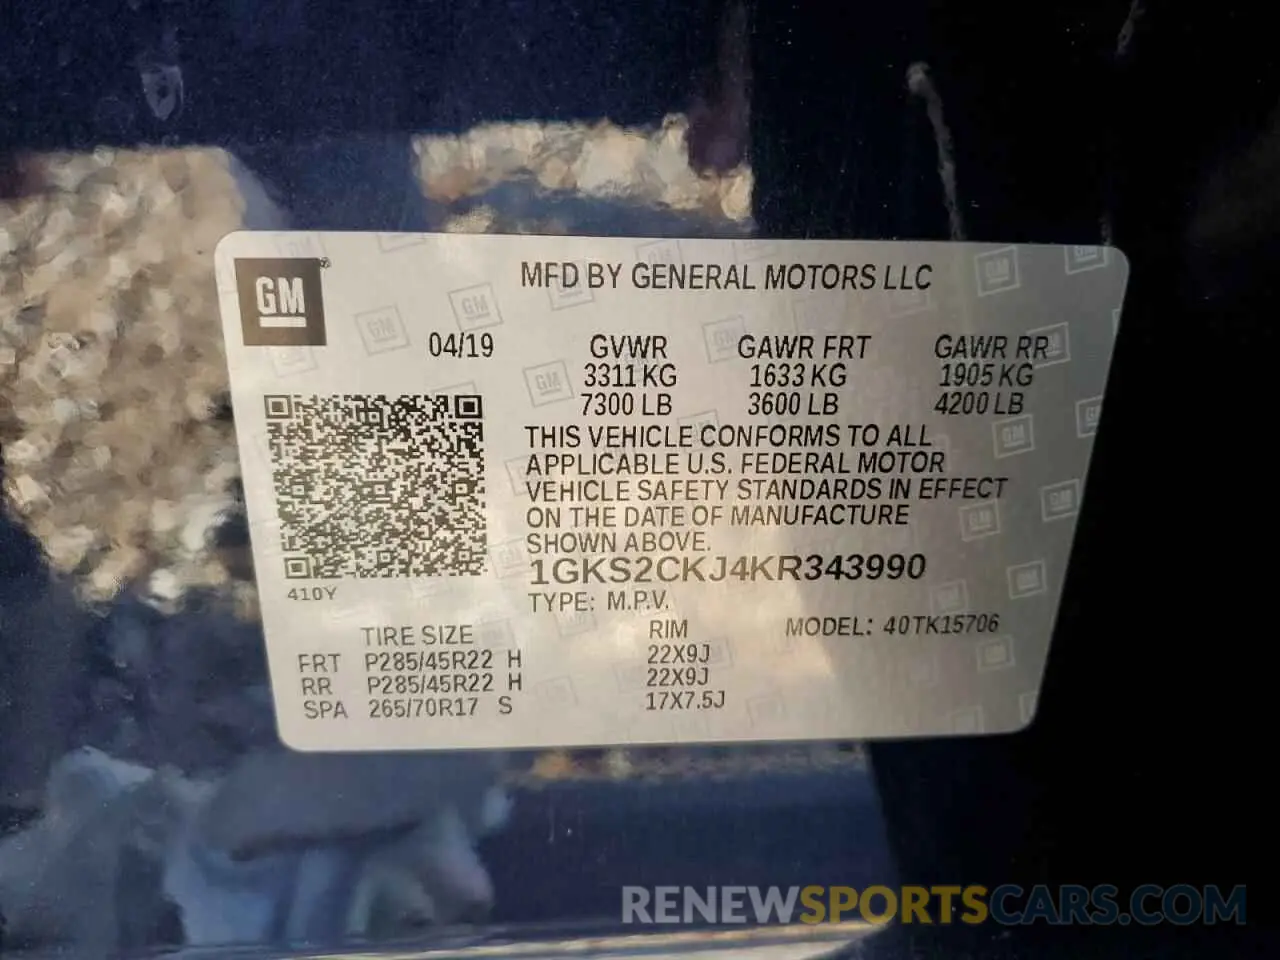 GM®
MFD BY GENERAL MOTORS LLC
04/19 GVWR GAWR FRT GAWR RR
3311 KG 1633 KG 1905 KG
7300 LB 3600 LB 4200 LB
THIS VEHICLE CONFORMS TO ALL
APPLICABLE U.S. FEDERAL MOTOR
VEHICLE SAFETY STANDARDS IN EFFECT
ON THE DATE OF MANUFACTURE
SHOWN ABOVE.
1GKS2CKJ4KR343990
410Y
TYPE: M.P.V.
TIRE SIZE RIM MODEL: 40TK15706
FRT P285/45R22 H 22X9J
RR P285/45R22 H 22X9J
SPA 265/70R17 S 17X7.5J
RENEWSPORTSCARS.COM